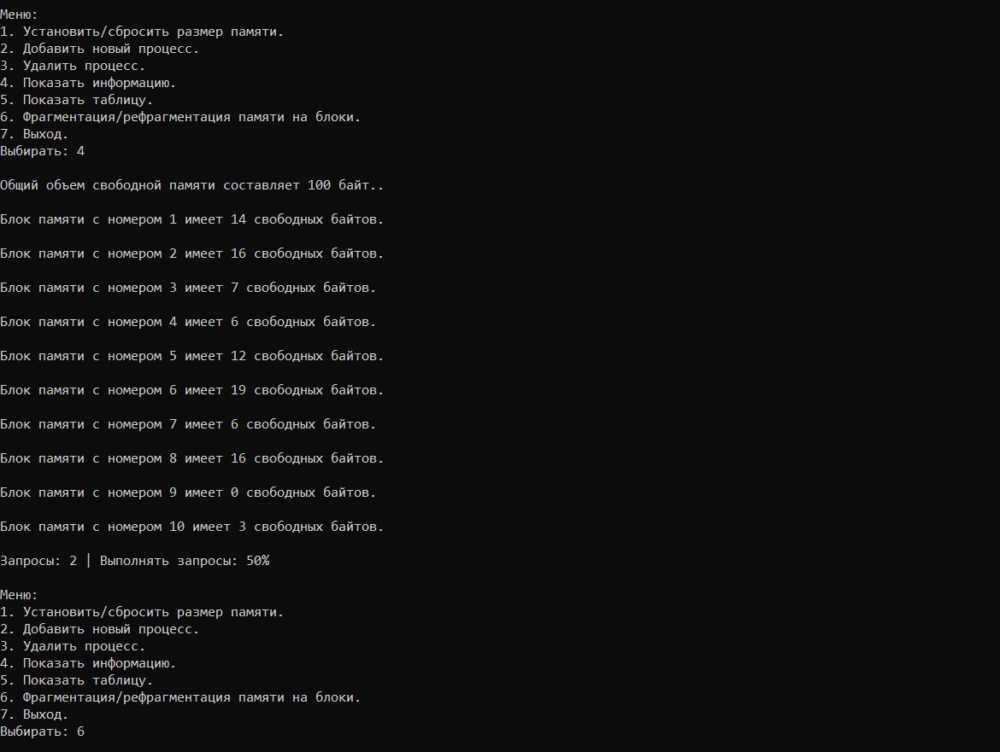 Меню:
1. Установить/сбросить размер памяти.
2. Добавить новый процесс.
3. Удалить процесс.
4. Показать информацию.
5. Показать таблицу.
6. Фрагментация/рефрагментация памяти на блоки.
7. Выход.
Выбирать: 4
Общий объем свободной памяти составляет 100 байт..
Блок памяти с номером 1 имеет 14 свободных байтов.
Блок памяти с номером 2 имеет 16 свободных байтов.
Блок памяти с номером 3 имеет 7 свободных байтов.
Блок памяти с номером 4 имеет 6 свободных байтов.
Блок памяти с номером 5 имеет 12 свободных байтов.
Блок памяти с номером 6 имеет 19 свободных байтов.
Блок памяти с номером 7 имеет 6 свободных байтов.
Блок памяти с номером 8 имеет 16 свободных байтов.
Блок памяти с номером 9 имеет 0 свободных байтов.
Блок памяти с номером 10 имеет 3 свободных байтов.
Запросы: 2 | Выполнять запросы: 50%
Меню:
1. Установить/сбросить размер памяти.
2. Добавить новый процесс.
3. Удалить процесс.
4. Показать информацию.
5. Показать таблицу.
6. Фрагментация/рефрагментация памяти на блоки.
7. Выход.
Выбирать: 6